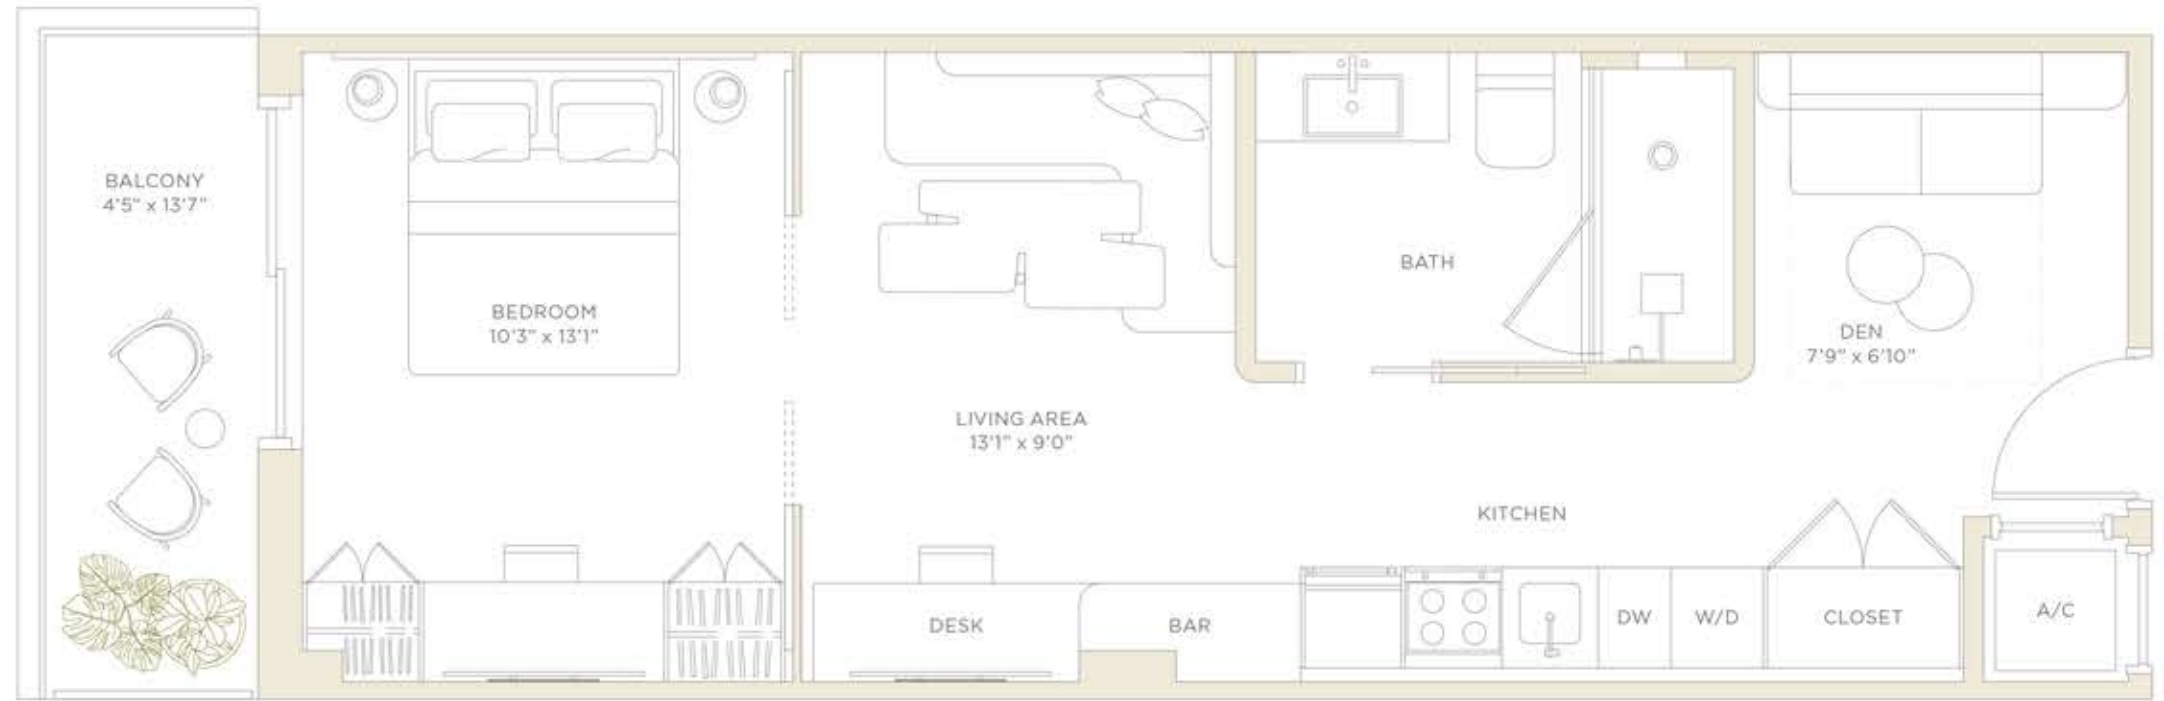 BALCONY
4'5" x 13'7"
BEDROOM
10'3" x 13'1"
LIVING AREA
13'1" x 9'0"
BATH
DEN
7'9" x 6'10"
KITCHEN
DESK
BAR
DW
W/D
CLOSET
A/C